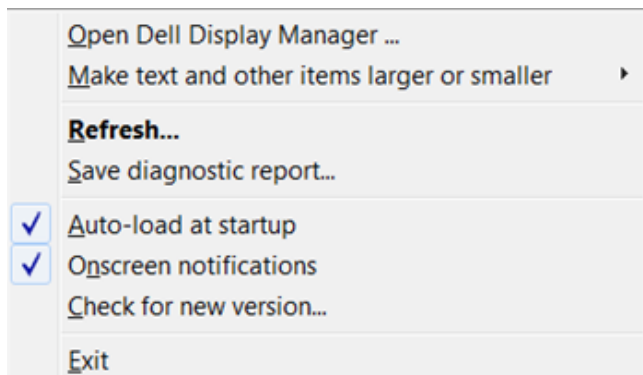 Open Dell Display Manager ...
Make text and other items larger or smaller
Refresh...
Save diagnostic report...
Auto-load at startup
Onscreen notifications
Check for new version...
Exit